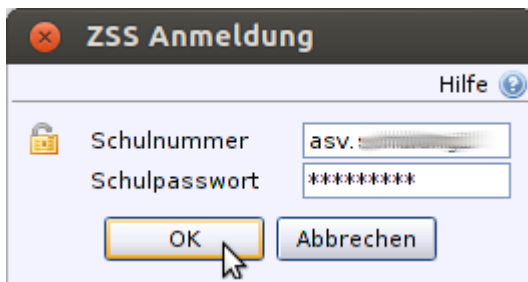 ZSS Anmeldung
Hilfe
Schulnummer asv.
Schulpasswort *********
OK Abbrechen